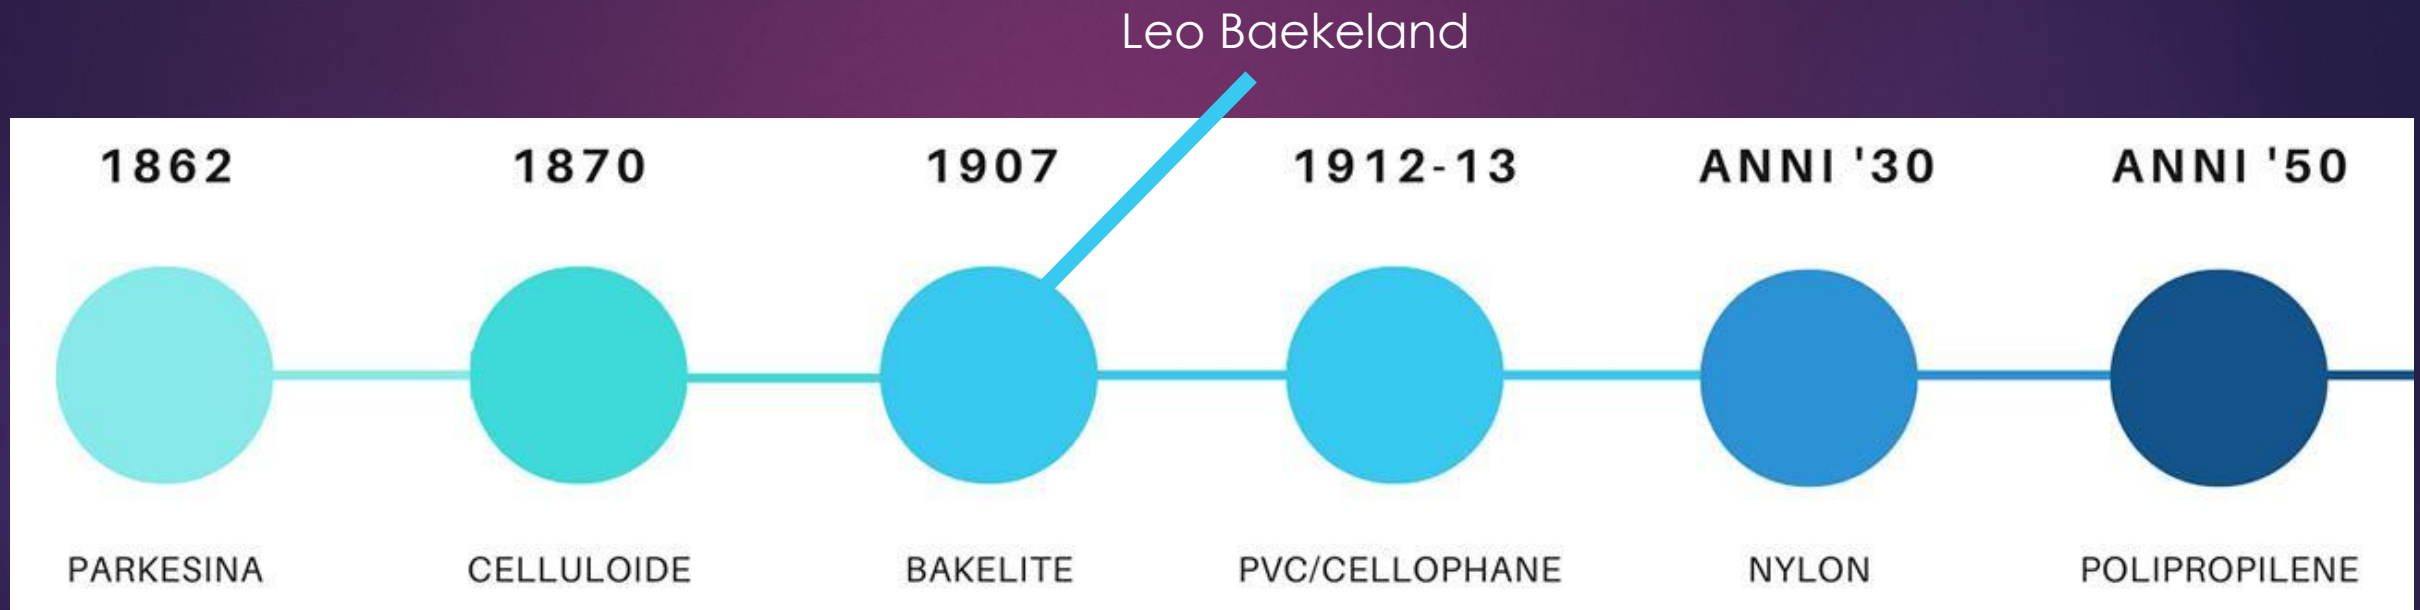 Leo Baekeland
1862
1870
1907
1912-13
ANNI '30
ANNI '50
PARKESINA
CELLULOIDE
BAKELITE
PVC/CELLOPHANE
NYLON
POLIPROPILENE